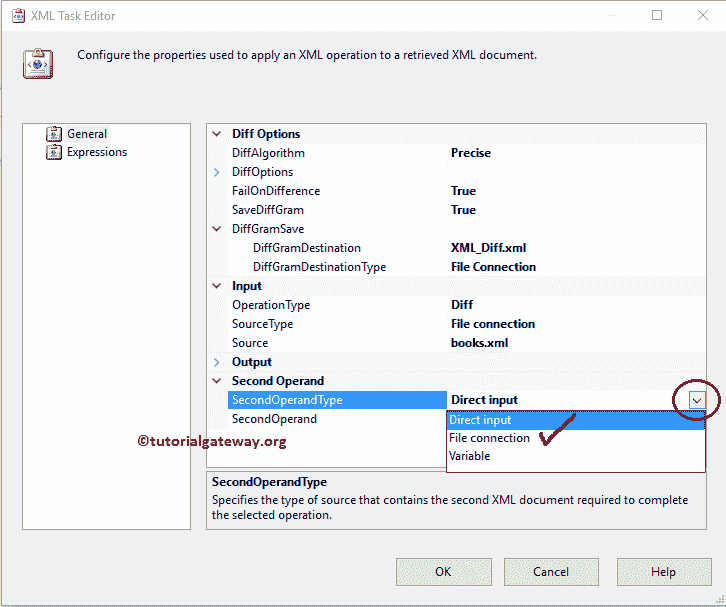 XML Task Editor
Configure the properties used to apply an XML operation to a retrieved XML document.
General
Expressions
Diff Options
DiffAlgorithm Precise
DiffOptions
FailOnDifference True
SaveDiffGram True
DiffGramSave
DiffGramDestination XML_Diff.xml
DiffGramDestinationType File Connection
Input
OperationType Diff
SourceType File connection
Source books.xml
Output
Second Operand
SecondOperandType Direct input
SecondOperand
Direct input
File connection
Variable
©tutorialgateway.org
SecondOperandType
Specifies the type of source that contains the second XML document required to complete
the selected operation.
OK Cancel Help